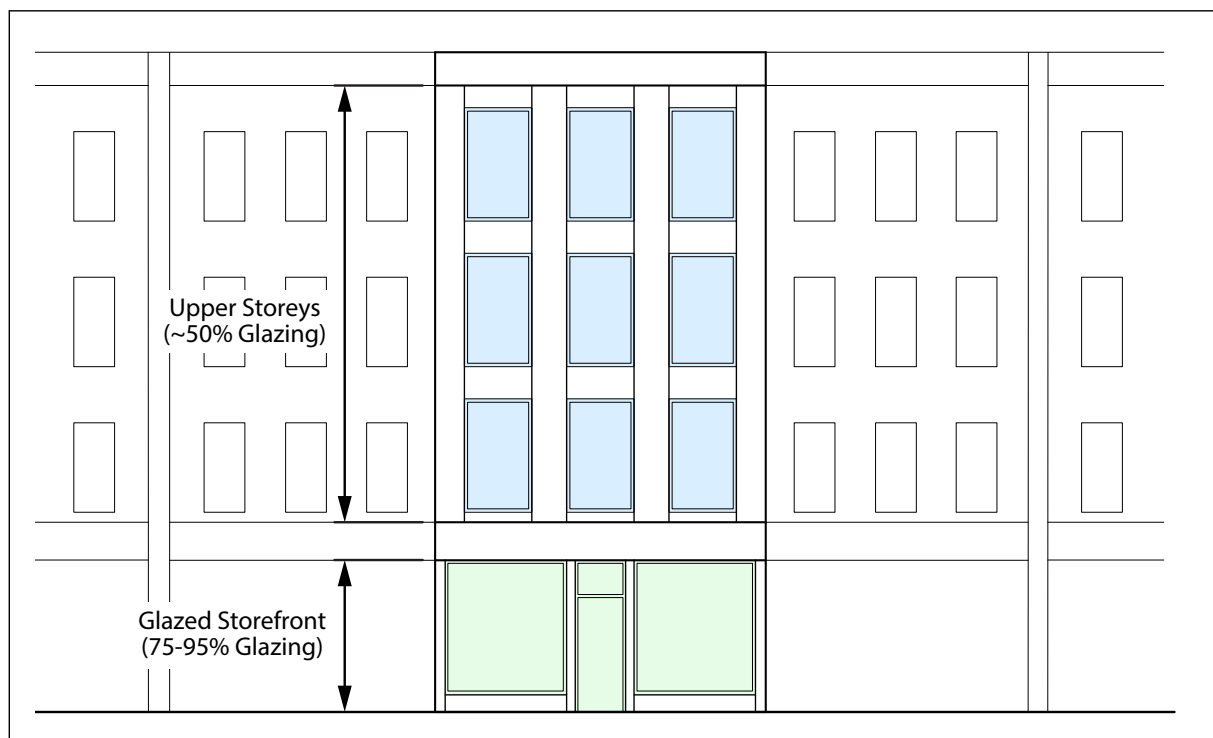 Upper Storeys
(~50% Glazing)
Glazed Storefront
(75-95% Glazing)